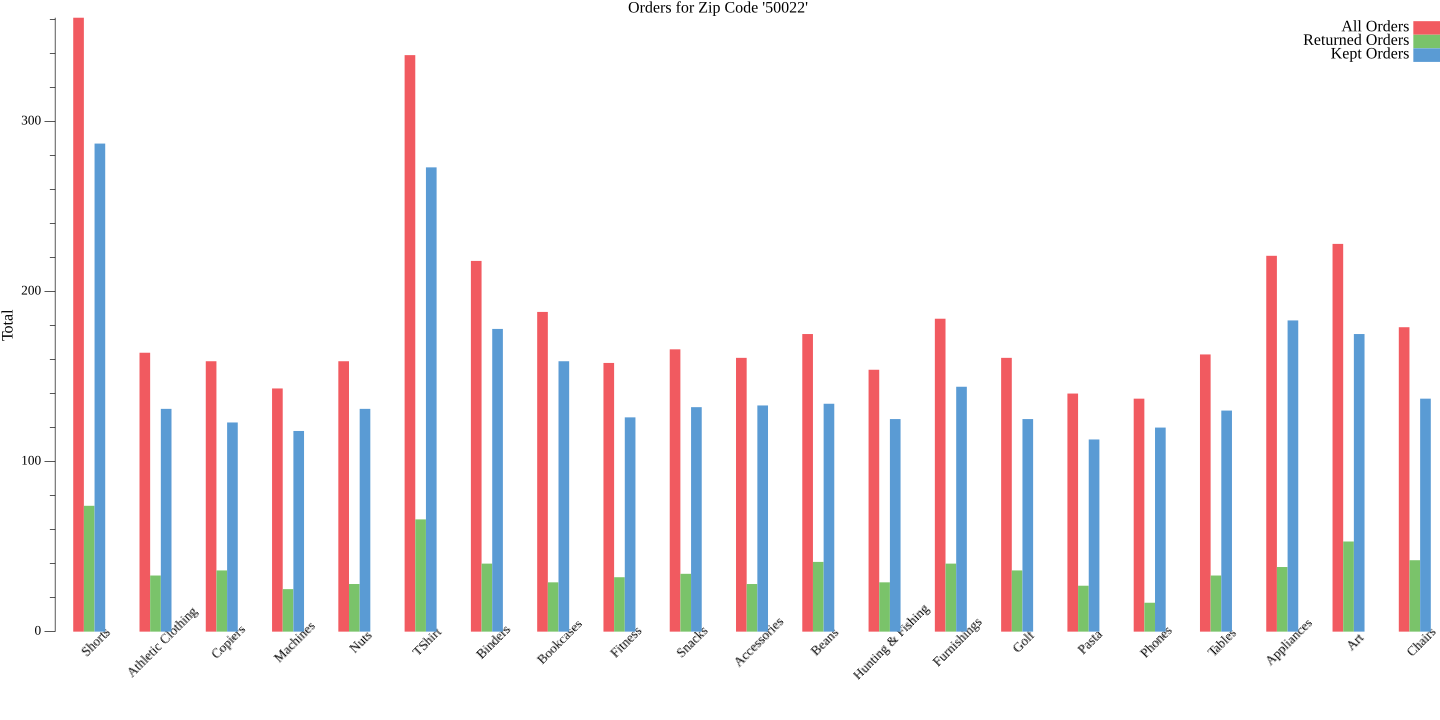 Orders for Zip Code '50022'
All Orders
Returned Orders
Kept Orders
Total
300
200
100
0
Shorts
Athletic Clothing
Copiers
Machines
Nuts
TShirt
Binders
Bookcases
Fitness
Snacks
Accessories
Beans
Hunting & Fishing
Furnishings
Golf
Pasta
Phones
Tables
Appliances
Art
Chairs